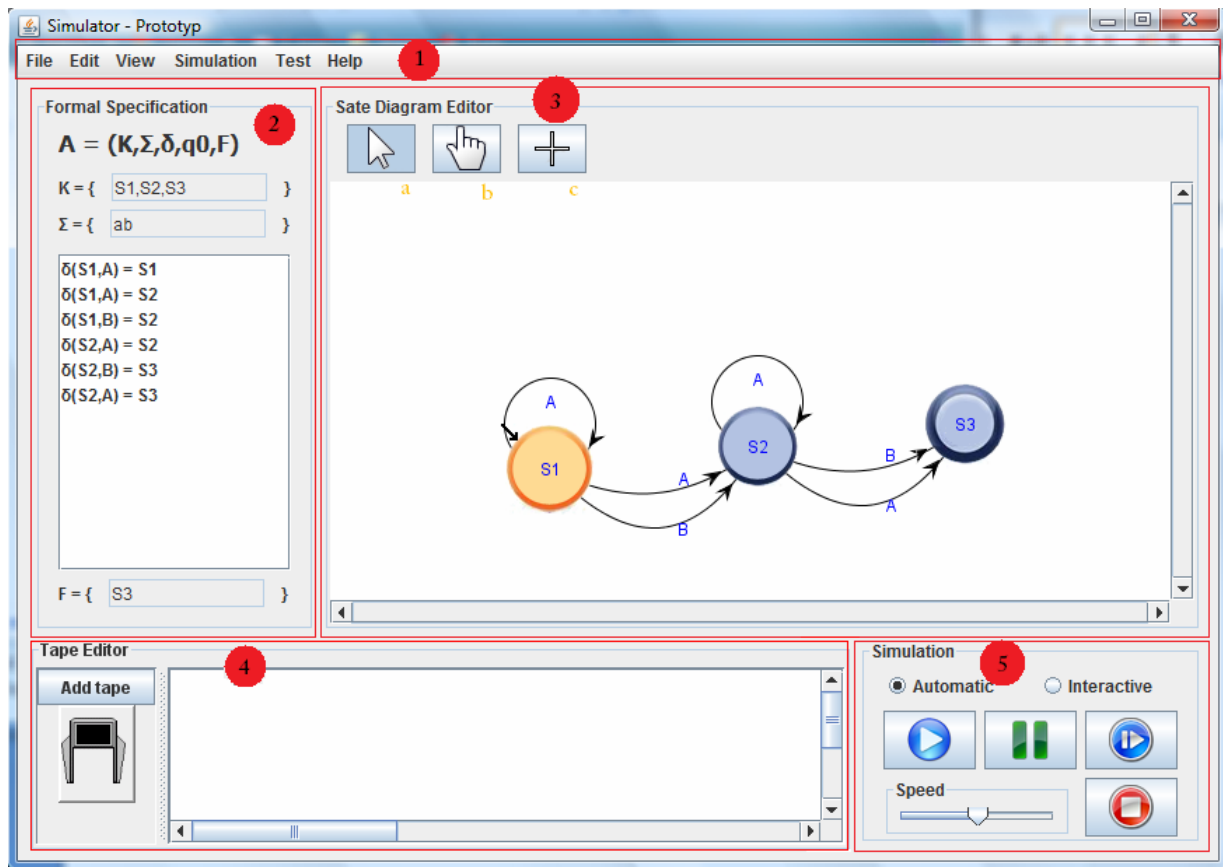 Simulator - Prototyp
File Edit View Simulation Test Help
1
Formal Specification
2
A = (K,Σ,δ,q0,F)
K = { S1,S2,S3 }
Σ = { ab }
δ(S1,A) = S1
δ(S1,A) = S2
δ(S1,B) = S2
δ(S2,A) = S2
δ(S2,B) = S3
δ(S2,A) = S3
F = { S3 }
Sate Diagram Editor
3
a b c
A
A
S3
S1
S2
B
A
A
B
Tape Editor
4
Add tape
Simulation
5
Automatic Interactive
Speed